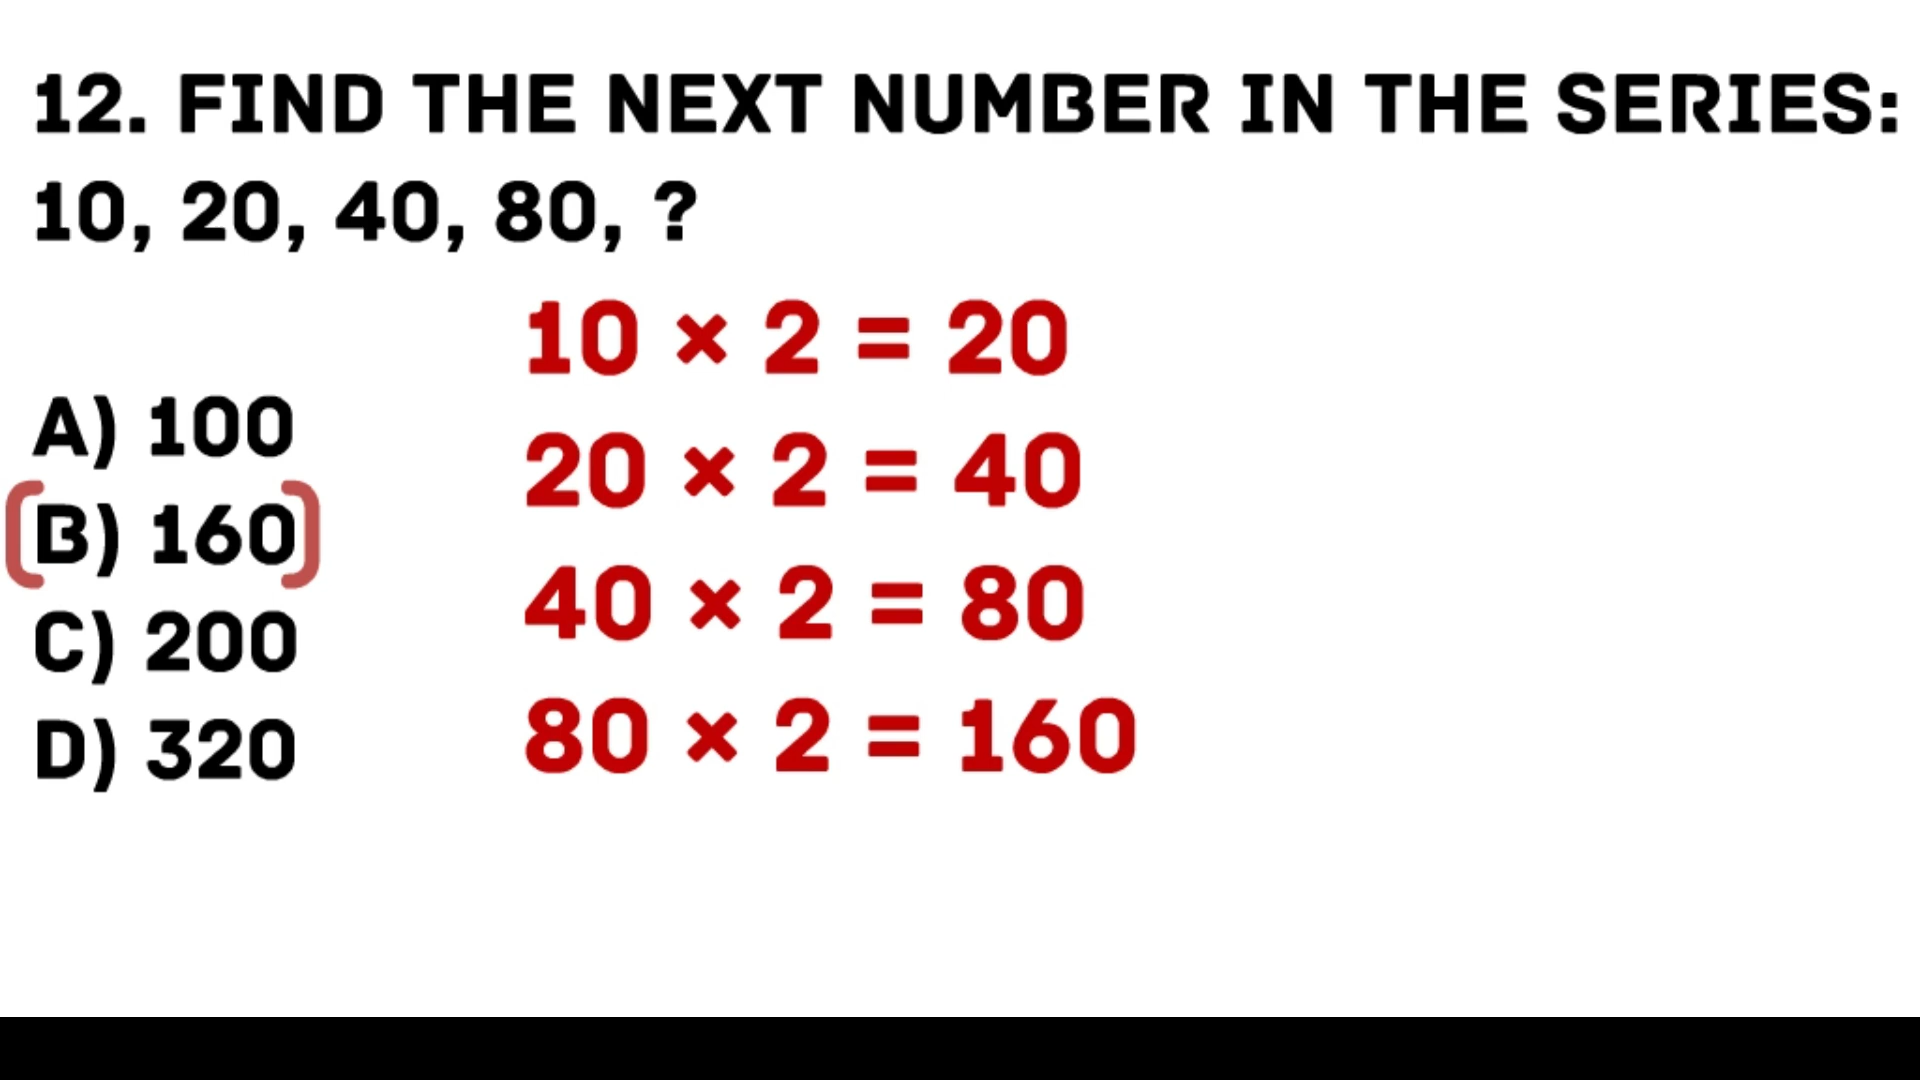 12. FIND THE NEXT NUMBER IN THE SERIES:
10, 20, 40, 80, ?
10 × 2 = 20
20 × 2 = 40
40 × 2 = 80
80 × 2 = 160
A) 100
B) 160
C) 200
D) 320